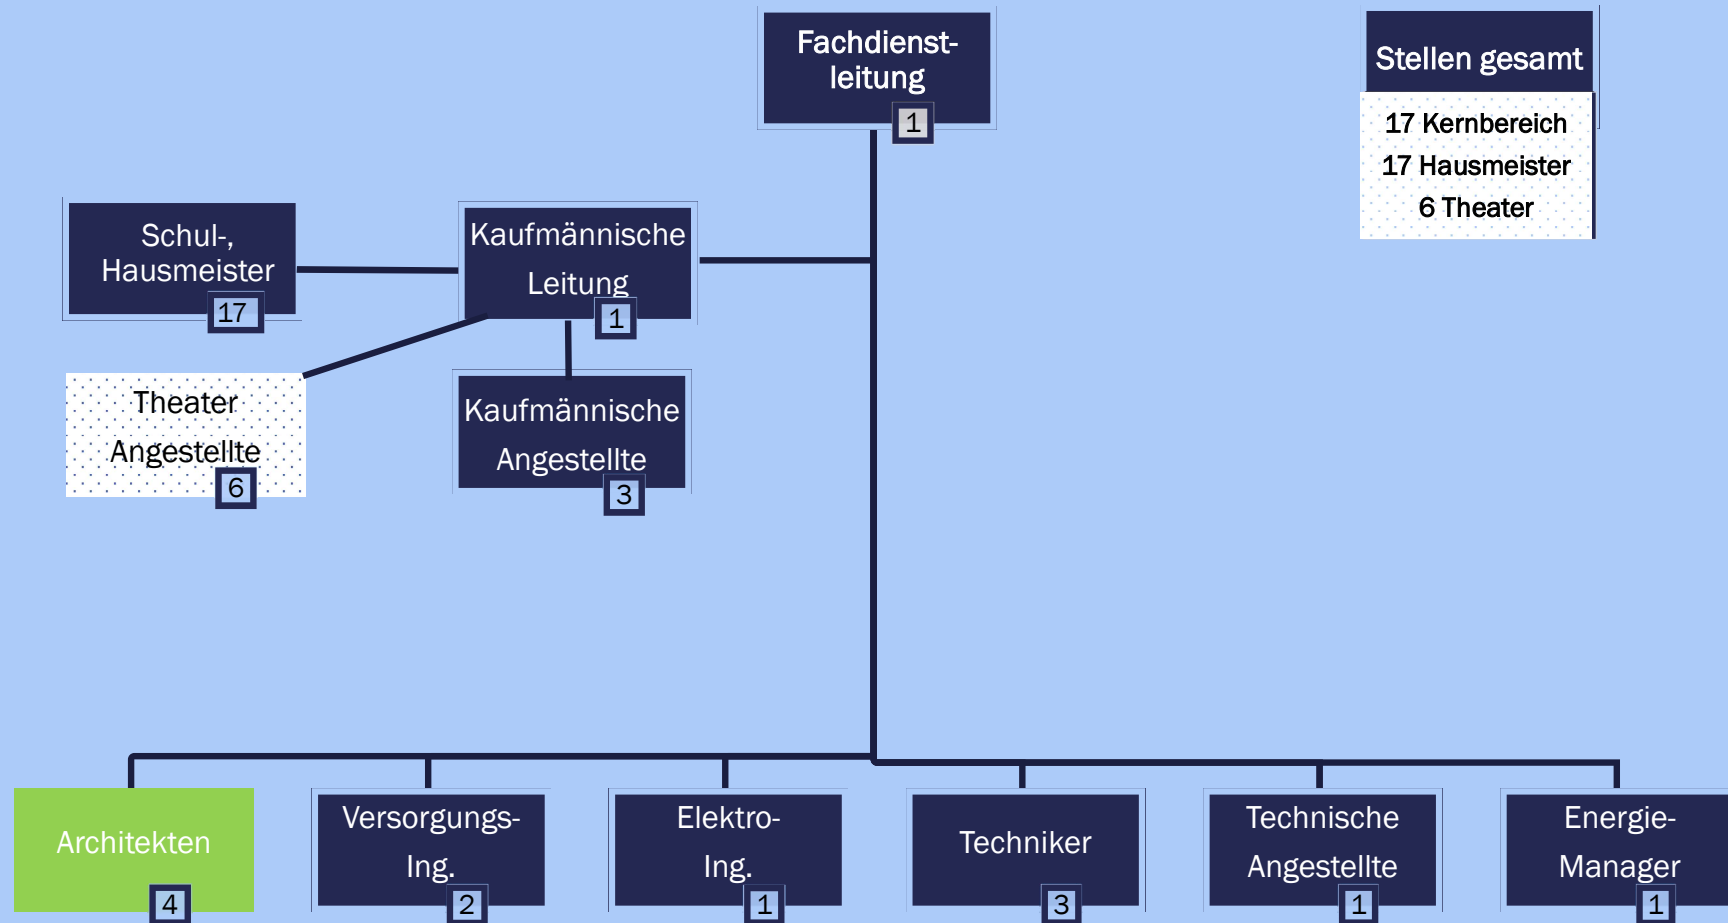 Fachdienst-
leitung
1
Stellen gesamt
17 Kernbereich
17 Hausmeister
6 Theater
Schul-,
Hausmeister
17
Kaufmännische
Leitung
1
Theater
Angestellte
6
Kaufmännische
Angestellte
3
Architekten
4
Versorgungs-
Ing.
2
Elektro-
Ing.
1
Techniker
3
Technische
Angestellte
1
Energie-
Manager
1